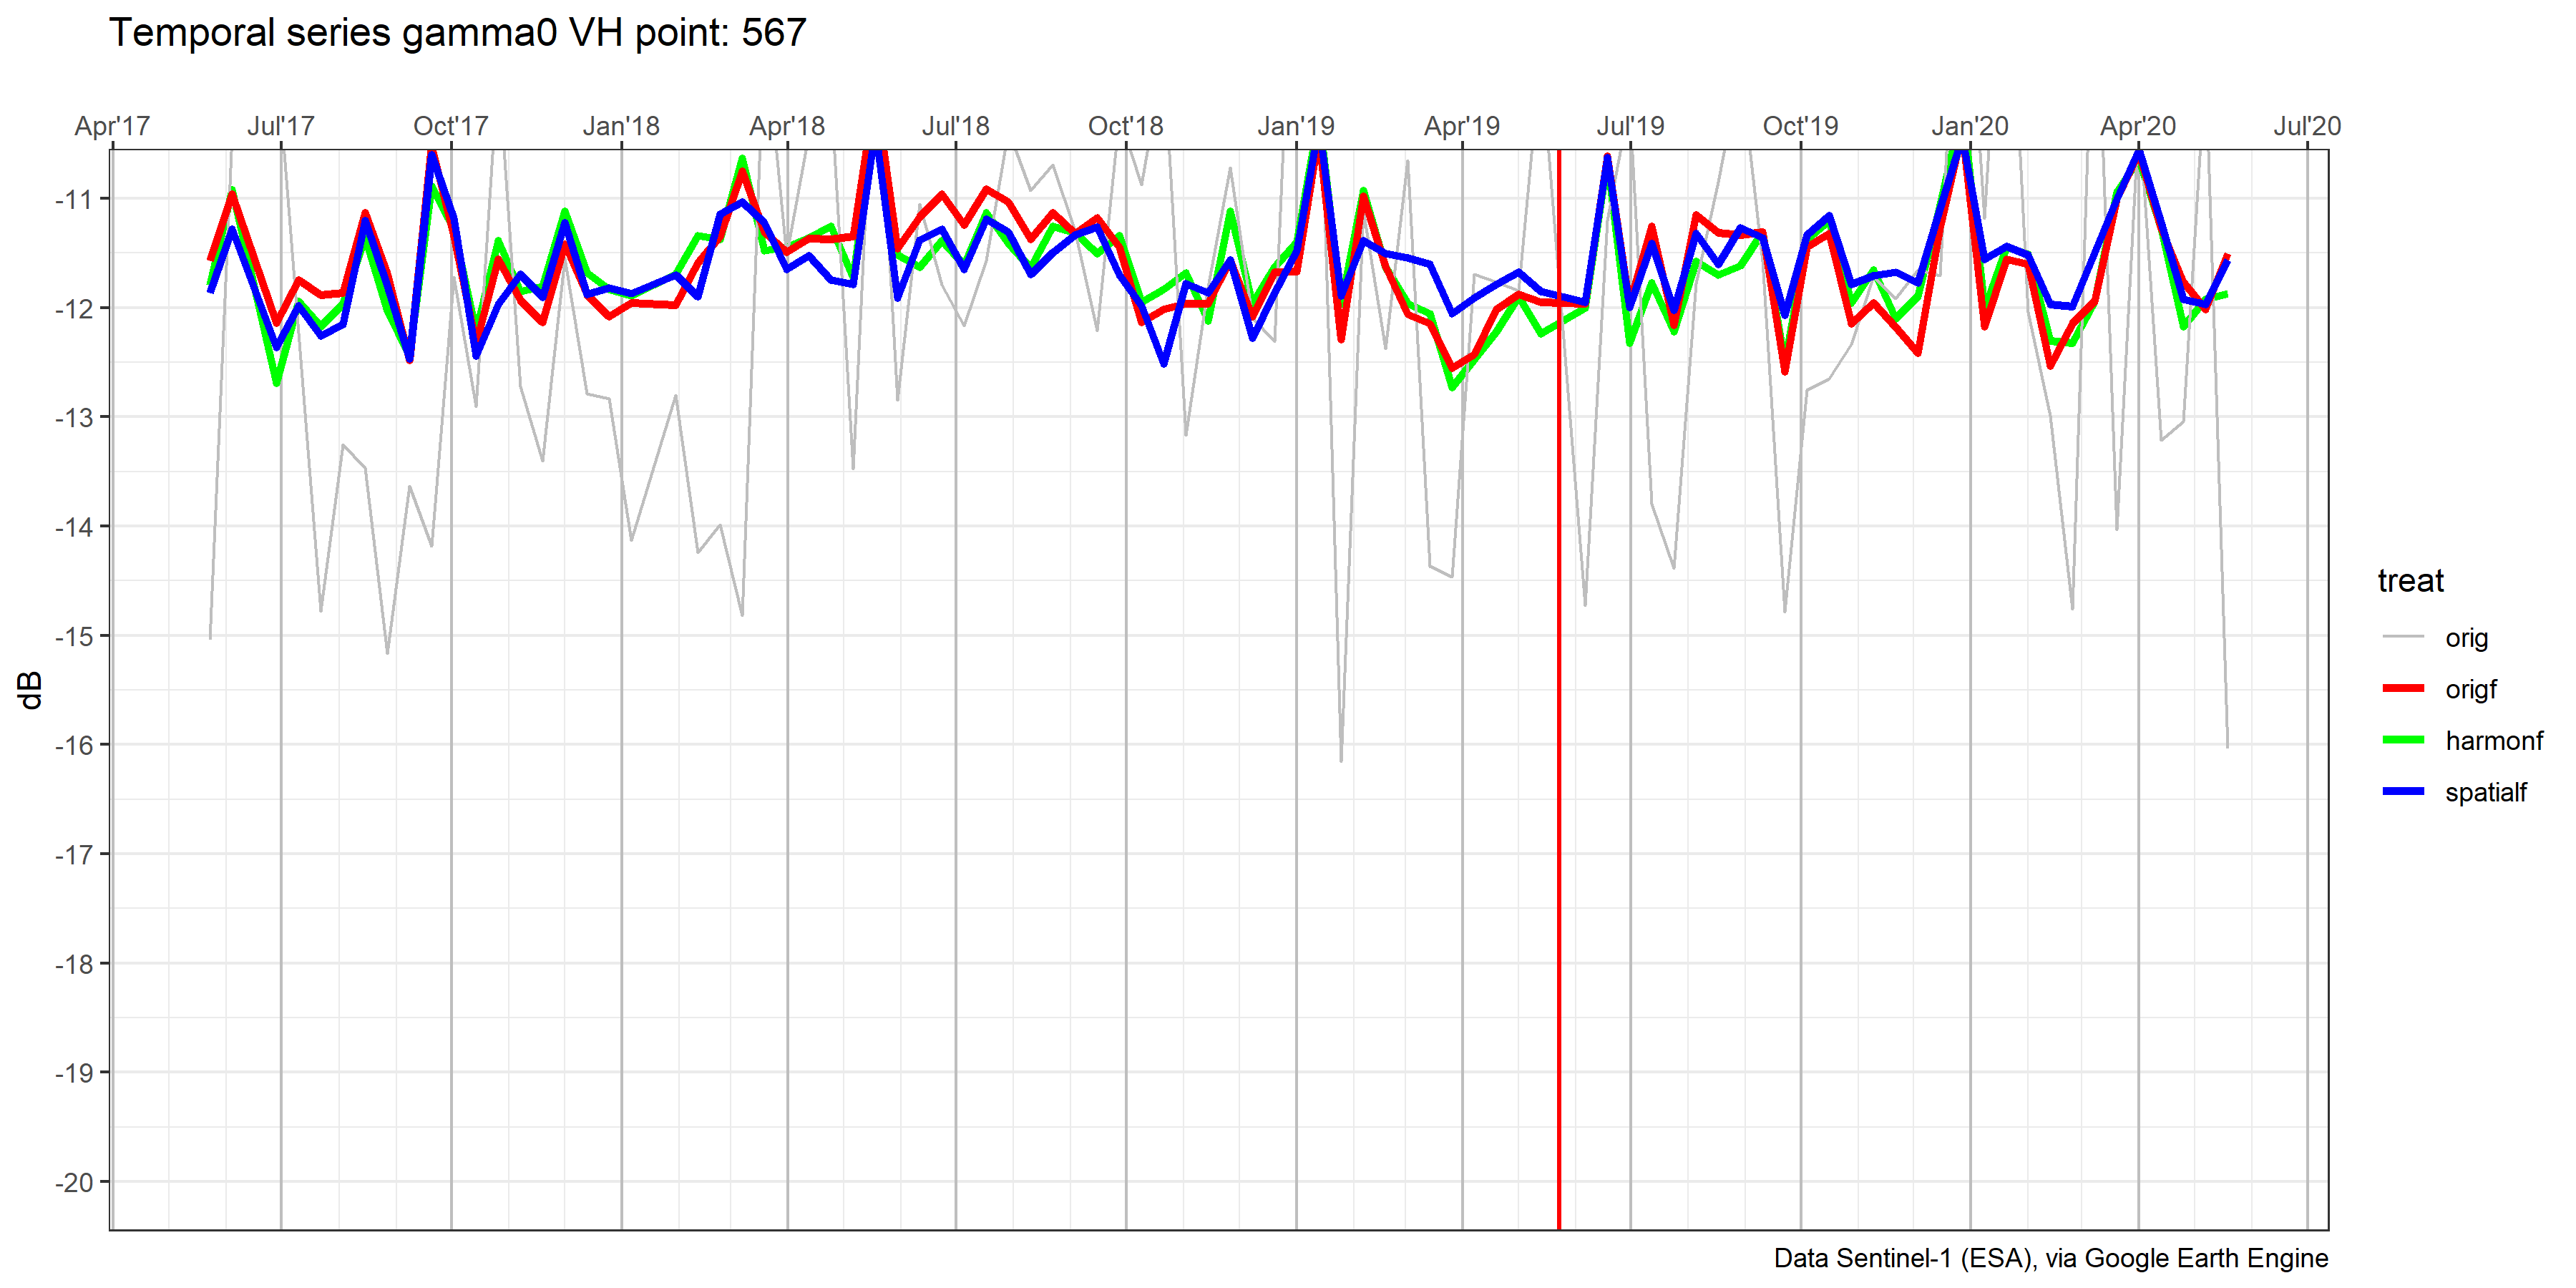 Temporal series gamma0 VH point: 567
Apr'17 Jul'17 Oct'17 Jan'18 Apr'18 Jul'18 Oct'18 Jan'19 Apr'19 Jul'19 Oct'19 Jan'20 Apr'20 Jul'20
-11
-12
-13
-14
-15
-16
-17
-18
-19
-20
dB
treat
orig
origf
harmonf
spatialf
Data Sentinel-1 (ESA), via Google Earth Engine